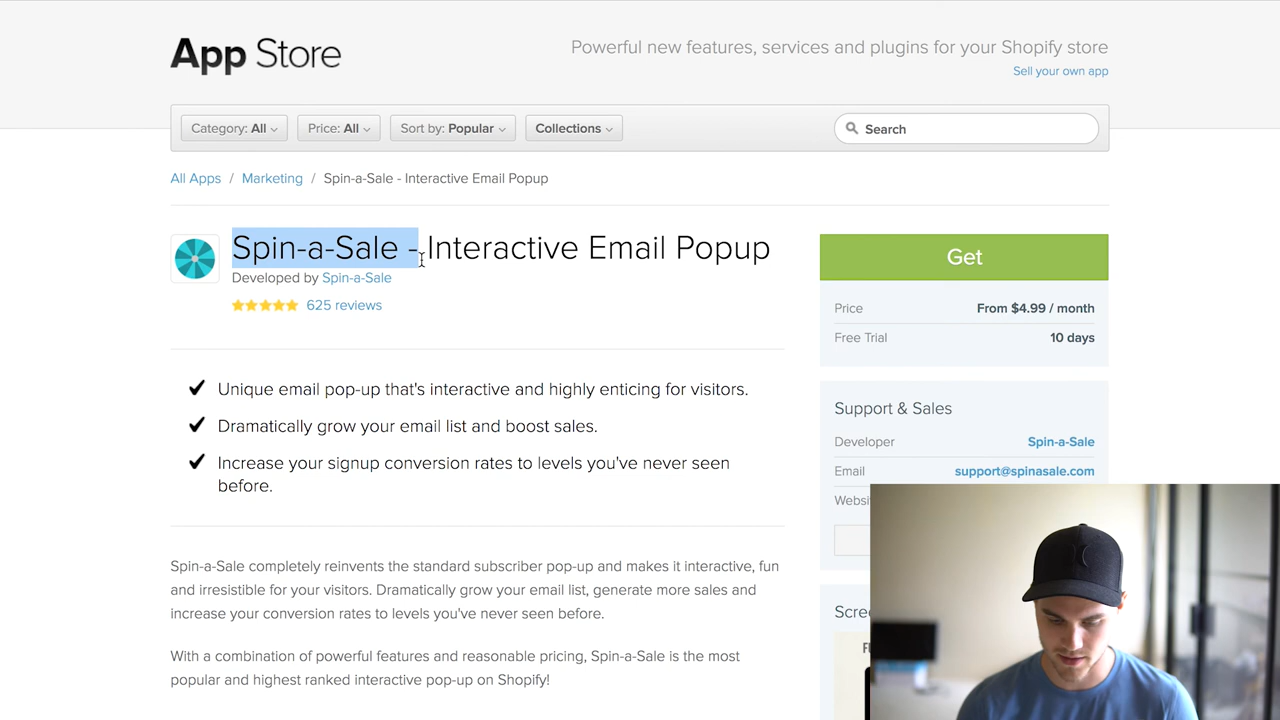 App Store
Powerful new features, services and plugins for your Shopify store
Sell your own app
Category: All
Price: All
Sort by: Popular
Collections
Search
All Apps / Marketing / Spin-a-Sale - Interactive Email Popup
Spin-a-Sale - Interactive Email Popup
Developed by Spin-a-Sale
625 reviews
Unique email pop-up that's interactive and highly enticing for visitors.
Dramatically grow your email list and boost sales.
Increase your signup conversion rates to levels you've never seen
before.
Spin-a-Sale completely reinvents the standard subscriber pop-up and makes it interactive, fun
and irresistible for your visitors. Dramatically grow your email list, generate more sales and
increase your conversion rates to levels you've never seen before.
With a combination of powerful features and reasonable pricing, Spin-a-Sale is the most
popular and highest ranked interactive pop-up on Shopify!
Get
Price From $4.99 / month
Free Trial 10 days
Support & Sales
Developer Spin-a-Sale
Email support@spinasale.com